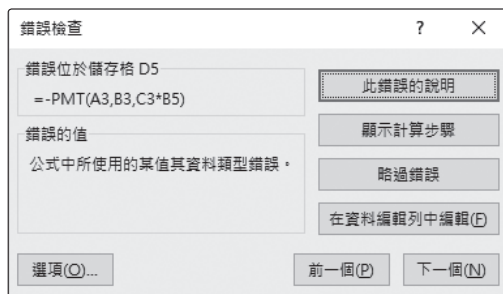 錯誤檢查 ? ×
錯誤位於儲存格 D5
=-PMT(A3,B3,C3*B5)
錯誤的值
公式中所使用的某值其資料類型錯誤。
此錯誤的說明
顯示計算步驟
略過錯誤
在資料編輯列中編輯(F)
選項(O)...
前一個(P)
下一個(N)